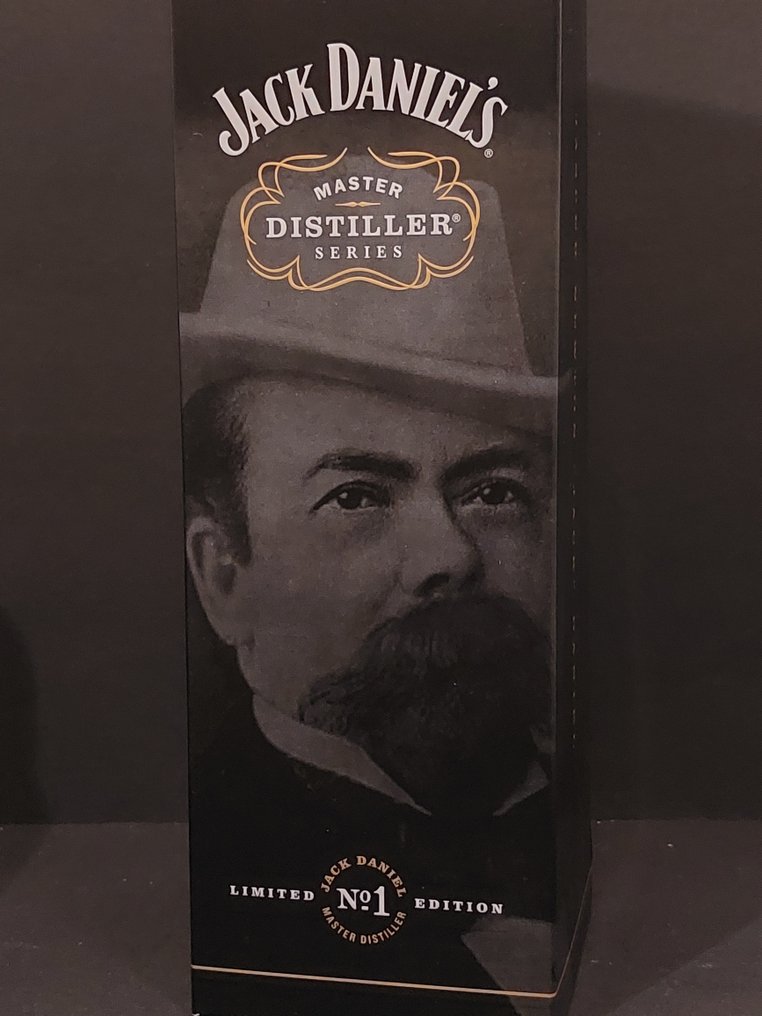 JACK DANIEL'S®
MASTER
DISTILLER®
SERIES
LIMITED
JACK DANIEL
Nº1
MASTER DISTILLER
EDITION